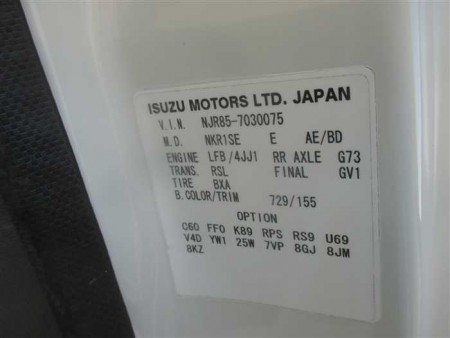 ISUZU MOTORS LTD. JAPAN
V.I.N. NJR85-7030075
M.D. NKR1SE E AE/BD
ENGINE LFB/4JJ1 RR AXLE G73
TRANS. RSL FINAL GV1
TIRE BXA
B.COLOR/TRIM 729/155
OPTION
C60 FF0 K89 RPS RS9 U69
V4D YW1 25W 7VP 8GJ 8JM
8KZ